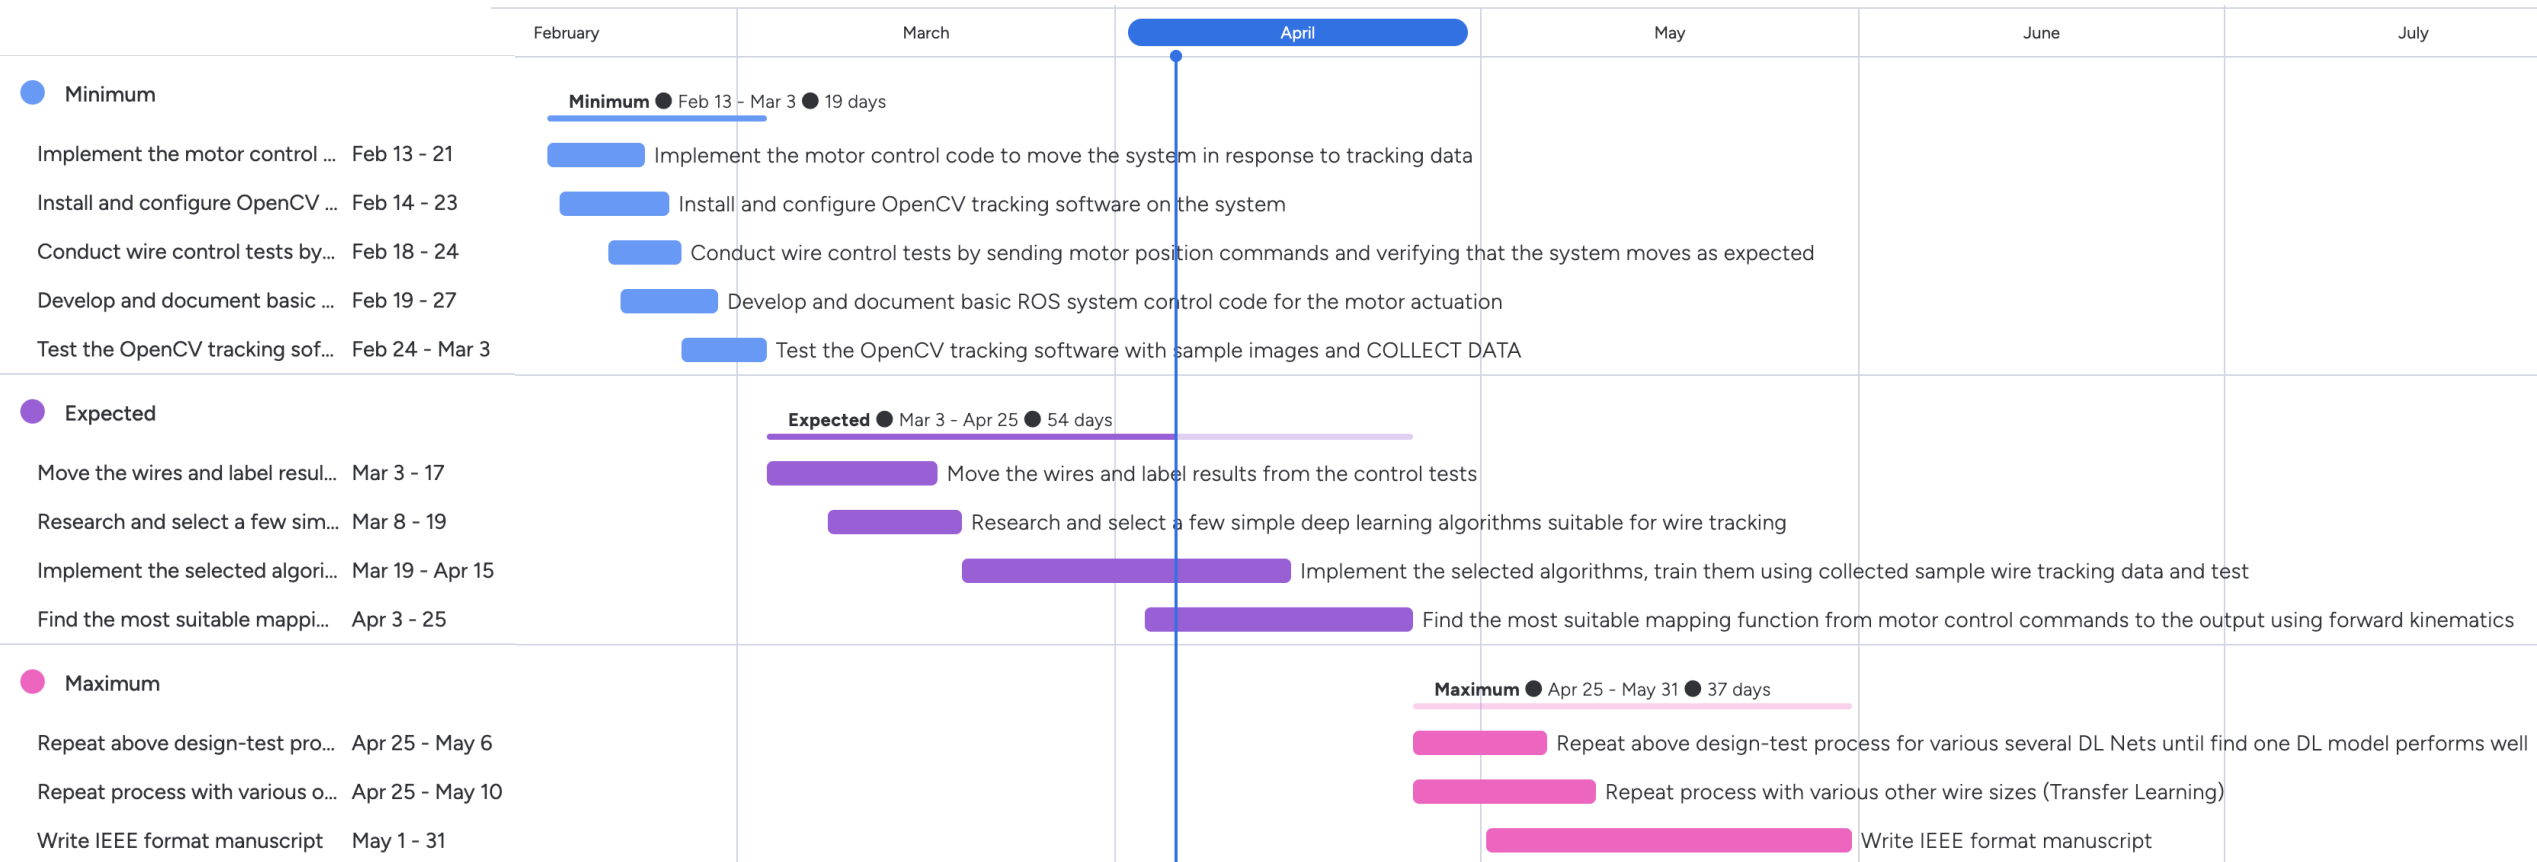 February March April May June July
Minimum
Minimum ● Feb 13 - Mar 3 ● 19 days
Implement the motor control ... Feb 13 - 21 Implement the motor control code to move the system in response to tracking data
Install and configure OpenCV ... Feb 14 - 23 Install and configure OpenCV tracking software on the system
Conduct wire control tests by... Feb 18 - 24 Conduct wire control tests by sending motor position commands and verifying that the system moves as expected
Develop and document basic ... Feb 19 - 27 Develop and document basic ROS system control code for the motor actuation
Test the OpenCV tracking sof... Feb 24 - Mar 3 Test the OpenCV tracking software with sample images and COLLECT DATA
Expected
Expected ● Mar 3 - Apr 25 ● 54 days
Move the wires and label resul... Mar 3 - 17 Move the wires and label results from the control tests
Research and select a few sim... Mar 8 - 19 Research and select a few simple deep learning algorithms suitable for wire tracking
Implement the selected algori... Mar 19 - Apr 15 Implement the selected algorithms, train them using collected sample wire tracking data and test
Find the most suitable mappi... Apr 3 - 25 Find the most suitable mapping function from motor control commands to the output using forward kinematics
Maximum
Maximum ● Apr 25 - May 31 ● 37 days
Repeat above design-test pro... Apr 25 - May 6 Repeat above design-test process for various several DL Nets until find one DL model performs well
Repeat process with various o... Apr 25 - May 10 Repeat process with various other wire sizes (Transfer Learning)
Write IEEE format manuscript May 1 - 31 Write IEEE format manuscript